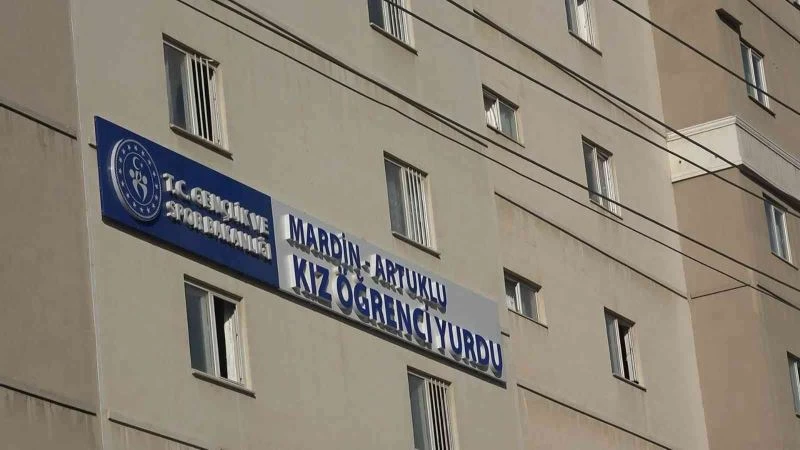 T.C. GENÇLİK VE
SPOR BAKANLIĞI
MARDİN - ARTUKLU
KIZ ÖĞRENCİ YURDU